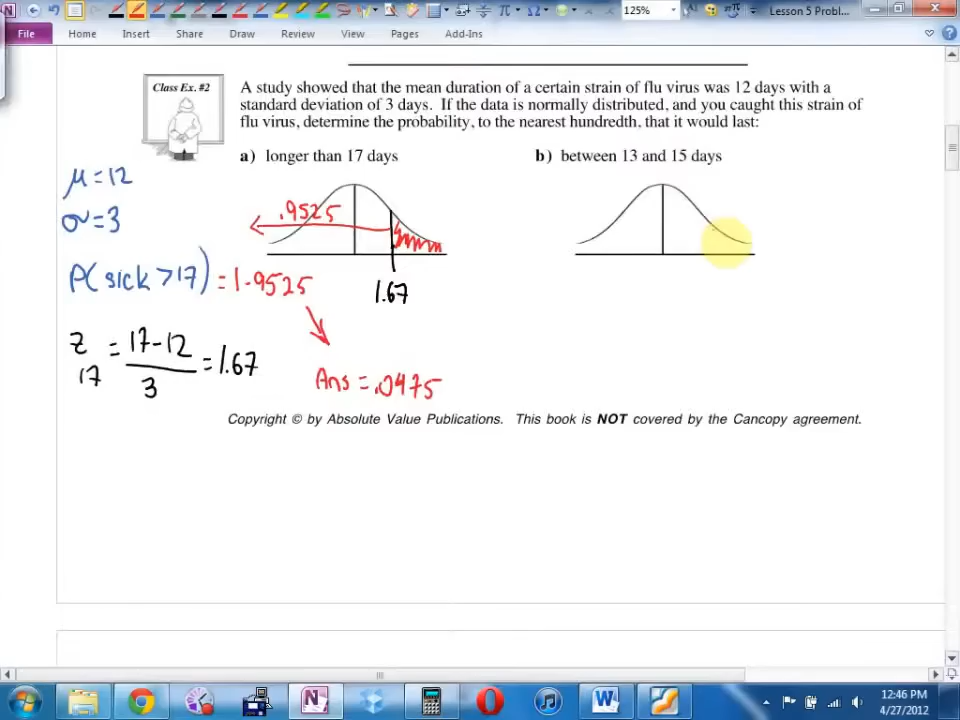 125%
Lesson 5 Probl...
File Home Insert Share Draw Review View Pages Add-Ins
Class Ex. #2
A study showed that the mean duration of a certain strain of flu virus was 12 days with a
standard deviation of 3 days. If the data is normally distributed, and you caught this strain of
flu virus, determine the probability, to the nearest hundredth, that it would last:
a) longer than 17 days
b) between 13 and 15 days
μ = 12
σ = 3
.9525
P(sick > 17) = 1-.9525
1.67
z17 = 17-12 / 3 = 1.67
Ans = .0475
Copyright © by Absolute Value Publications. This book is NOT covered by the Cancopy agreement.
12:46 PM
4/27/2012